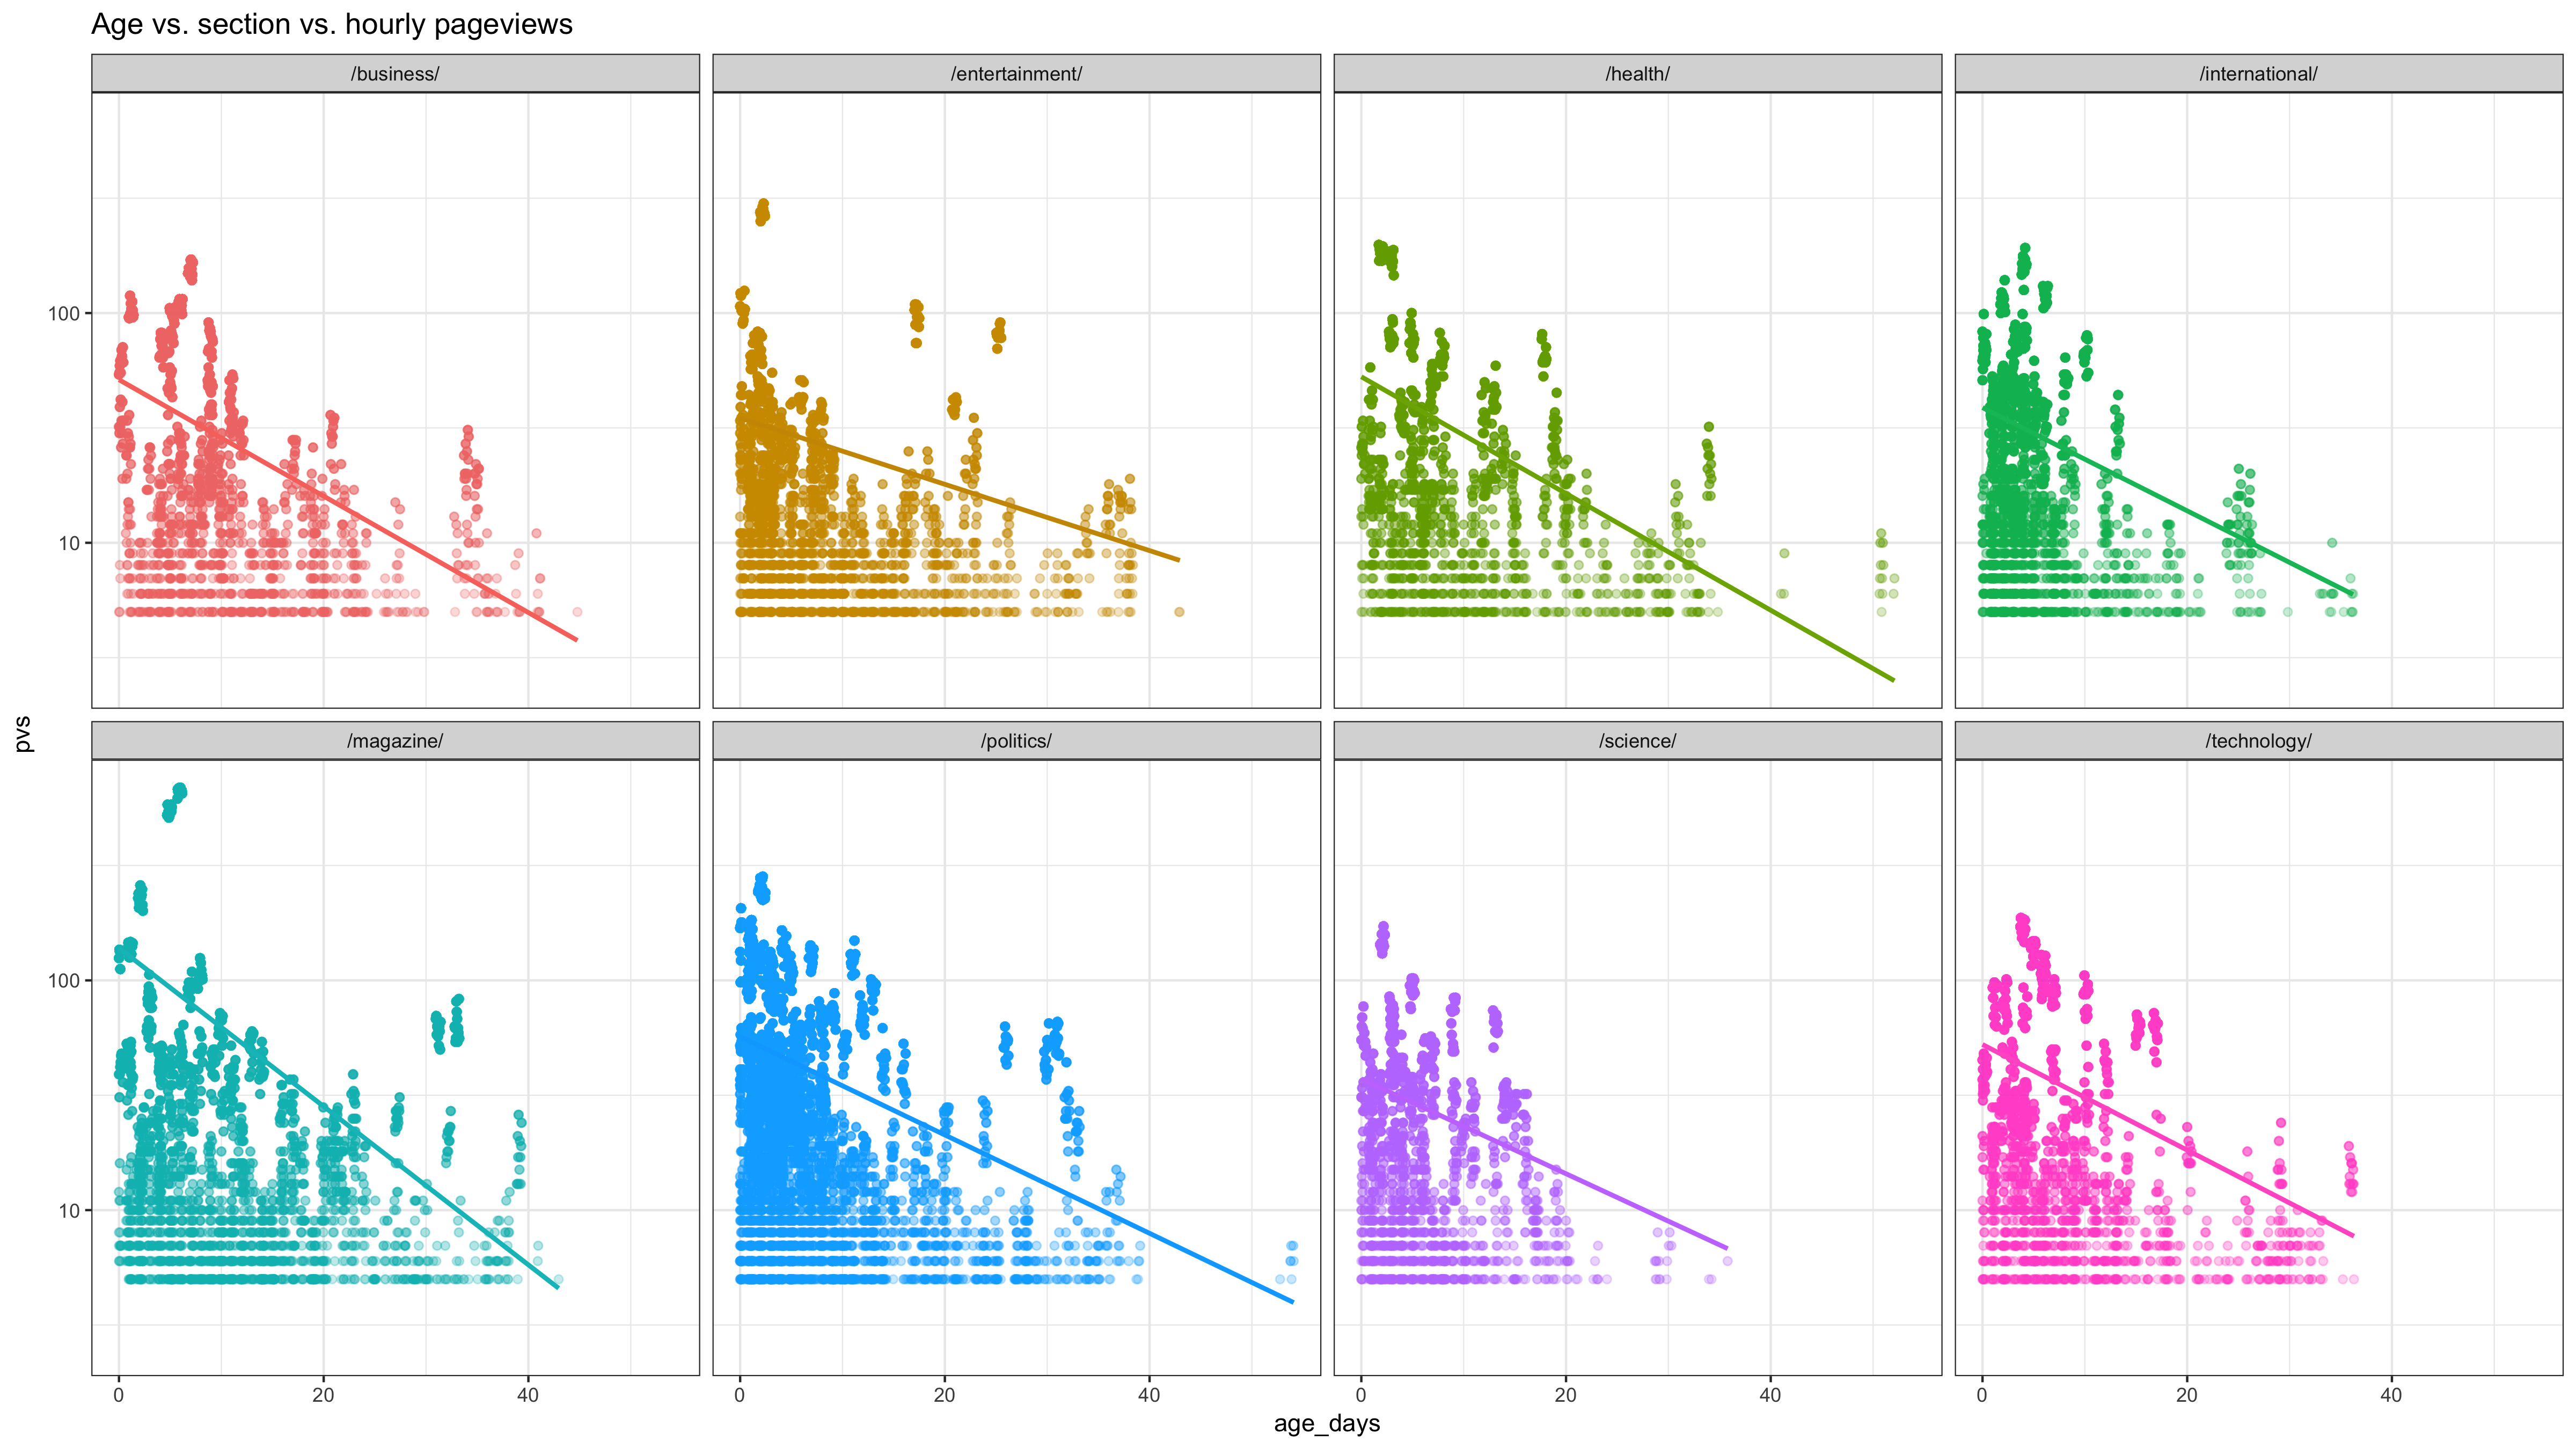 Age vs. section vs. hourly pageviews
/business/ /entertainment/ /health/ /international/
100
10
pvs
/magazine/ /politics/ /science/ /technology/
100
10
0 20 40 0 20 40 0 20 40 0 20 40
age_days